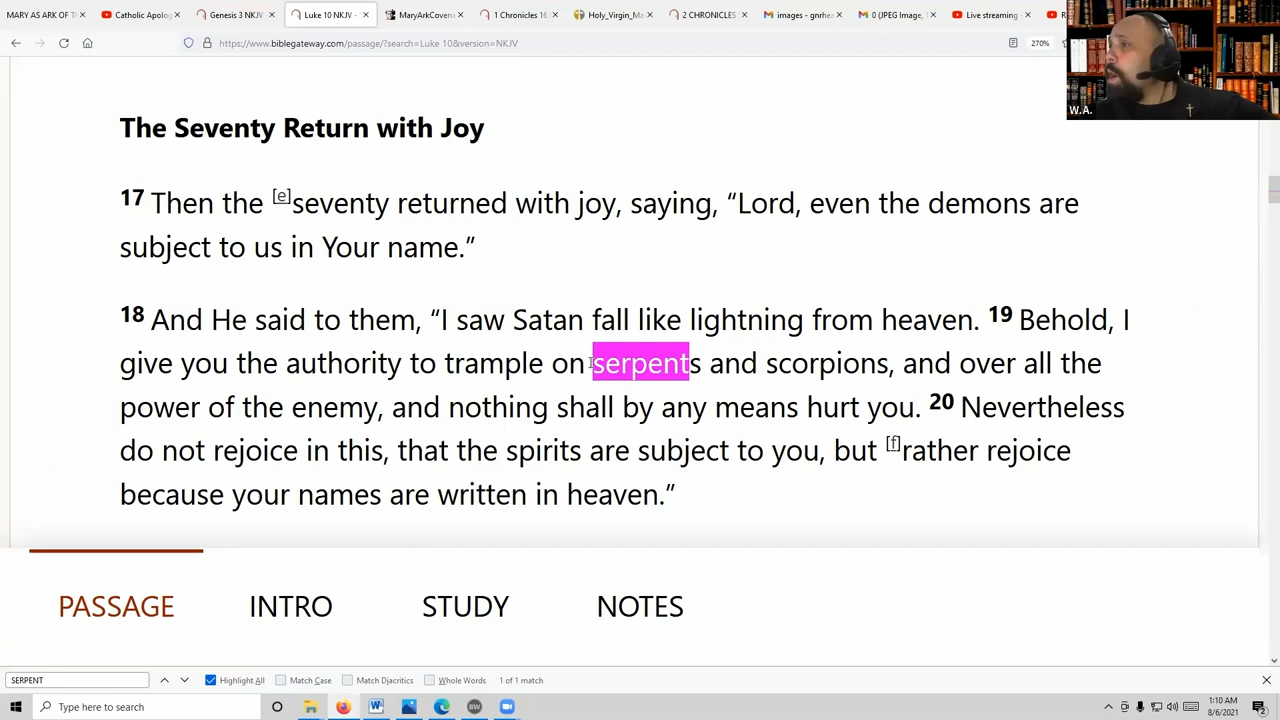 MARY AS ARK OF T
Catholic Apolog
Genesis 3 NK
Luke 10 NKJV -
MaryArkCoven
1 Chronicles 16
Holy_Virgin_Ma
2 CHRONICLES
images - gnrhe
0 (JPEG Image,
Live streaming -
https://www.biblegateway.com/passage/?search=Luke 10&version=NKJV
270%
W.A.
The Seventy Return with Joy
17 Then the [e]seventy returned with joy, saying, “Lord, even the demons are
subject to us in Your name.”
18 And He said to them, “I saw Satan fall like lightning from heaven. 19 Behold, I
give you the authority to trample on serpents and scorpions, and over all the
power of the enemy, and nothing shall by any means hurt you. 20 Nevertheless
do not rejoice in this, that the spirits are subject to you, but [f]rather rejoice
because your names are written in heaven.”
PASSAGE INTRO STUDY NOTES
SERPENT Highlight All Match Case Match Diacritics Whole Words 1 of 1 match
Type here to search
1:10 AM
8/6/2021